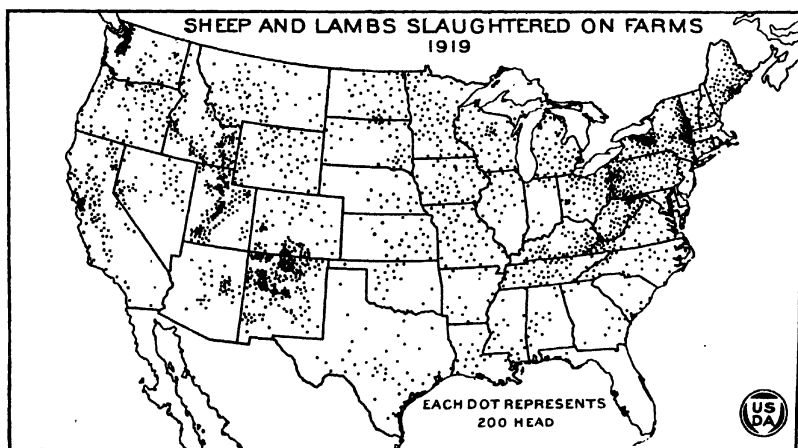 SHEEP AND LAMBS SLAUGHTERED ON FARMS
1919
EACH DOT REPRESENTS
200 HEAD
US
DA